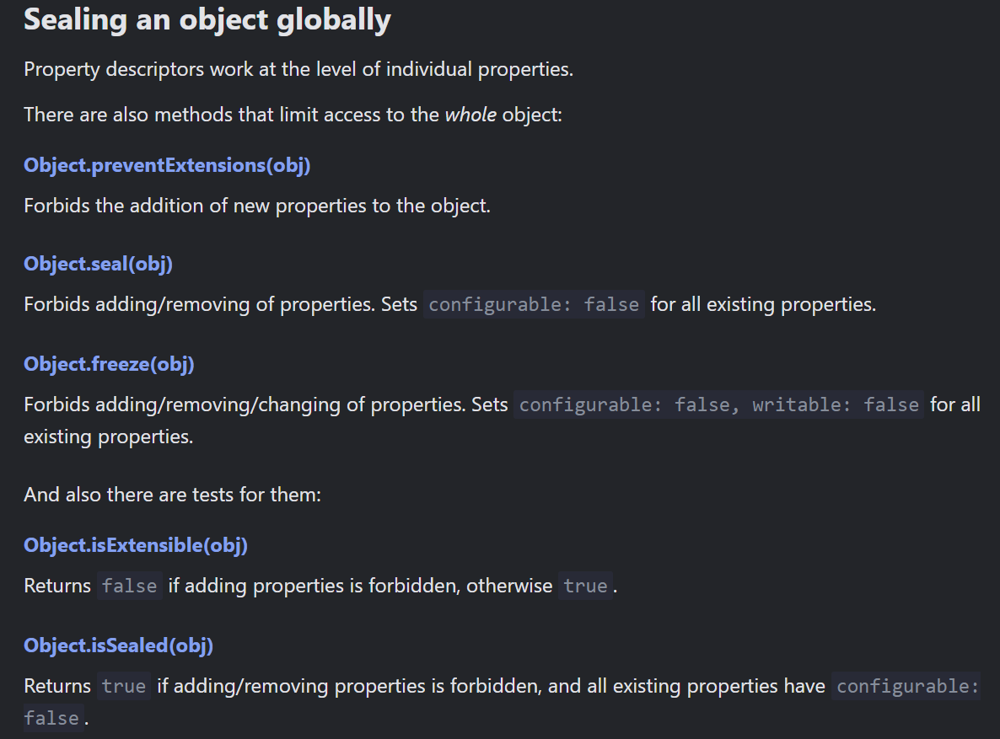 Sealing an object globally
Property descriptors work at the level of individual properties.
There are also methods that limit access to the whole object:
Object.preventExtensions(obj)
Forbids the addition of new properties to the object.
Object.seal(obj)
Forbids adding/removing of properties. Sets configurable: false for all existing properties.
Object.freeze(obj)
Forbids adding/removing/changing of properties. Sets configurable: false, writable: false for all
existing properties.
And also there are tests for them:
Object.isExtensible(obj)
Returns false if adding properties is forbidden, otherwise true.
Object.isSealed(obj)
Returns true if adding/removing properties is forbidden, and all existing properties have configurable:
false.